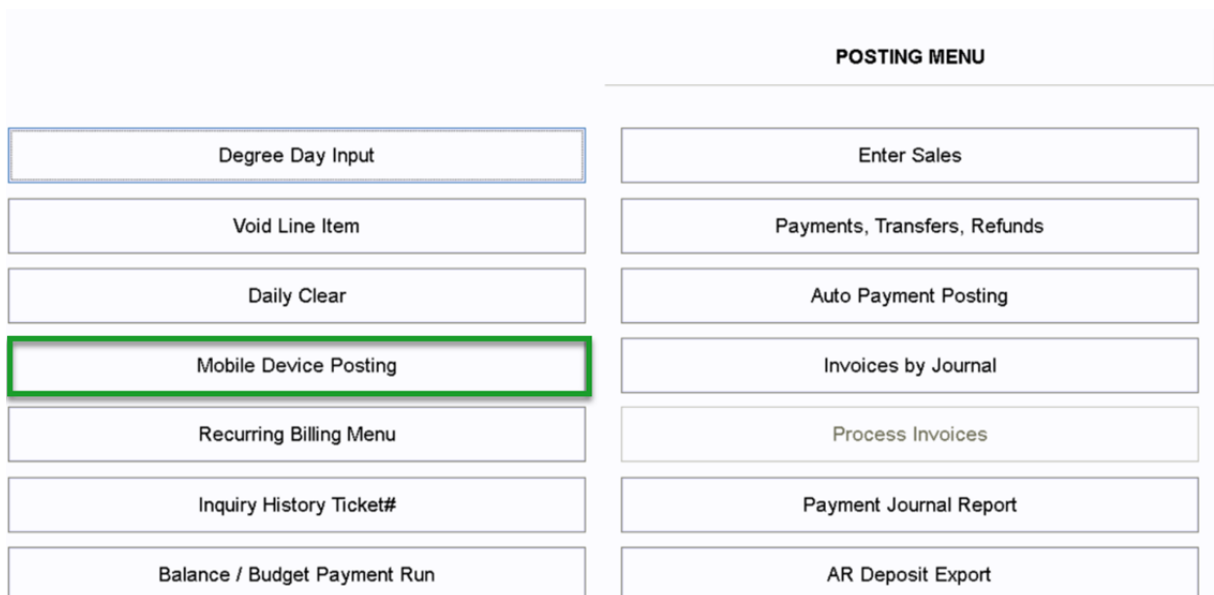 POSTING MENU
Degree Day Input
Enter Sales
Void Line Item
Payments, Transfers, Refunds
Daily Clear
Auto Payment Posting
Mobile Device Posting
Invoices by Journal
Recurring Billing Menu
Process Invoices
Inquiry History Ticket#
Payment Journal Report
Balance / Budget Payment Run
AR Deposit Export